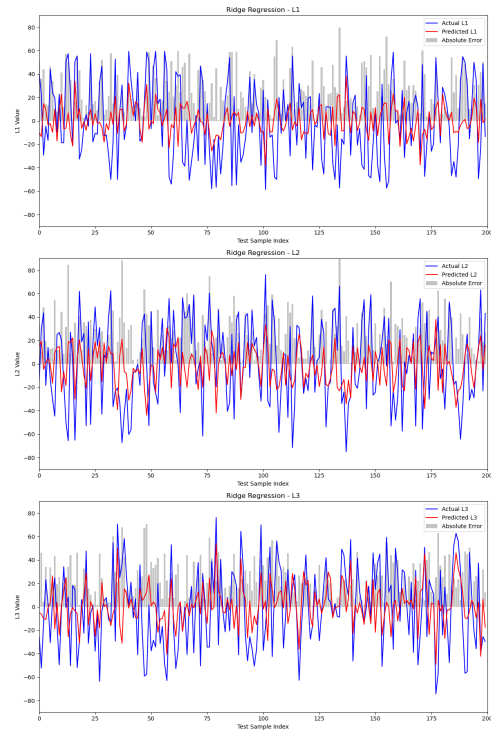 Ridge Regression - L1
Actual L1
Predicted L1
Absolute Error
L1 Value
80
60
40
20
0
−20
−40
−60
−80
0 25 50 75 100 125 150 175 200
Test Sample Index
Ridge Regression - L2
Actual L2
Predicted L2
Absolute Error
L2 Value
80
60
40
20
0
−20
−40
−60
−80
0 25 50 75 100 125 150 175 200
Test Sample Index
Ridge Regression - L3
Actual L3
Predicted L3
Absolute Error
L3 Value
80
60
40
20
0
−20
−40
−60
−80
0 25 50 75 100 125 150 175 200
Test Sample Index